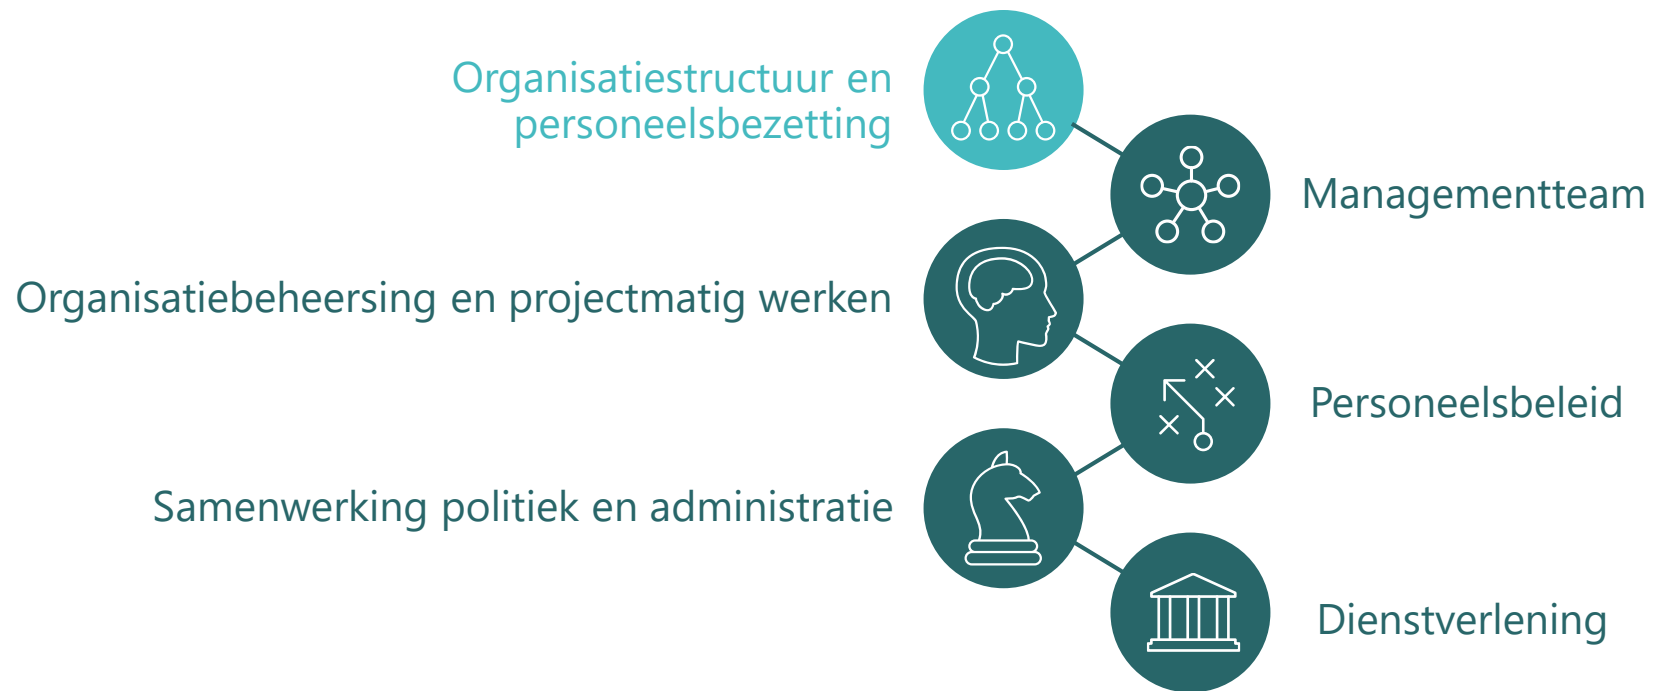 Organisatiestructuur en
personeelsbezetting
Managementteam
Organisatiebeheersing en projectmatig werken
Personeelsbeleid
Samenwerking politiek en administratie
Dienstverlening